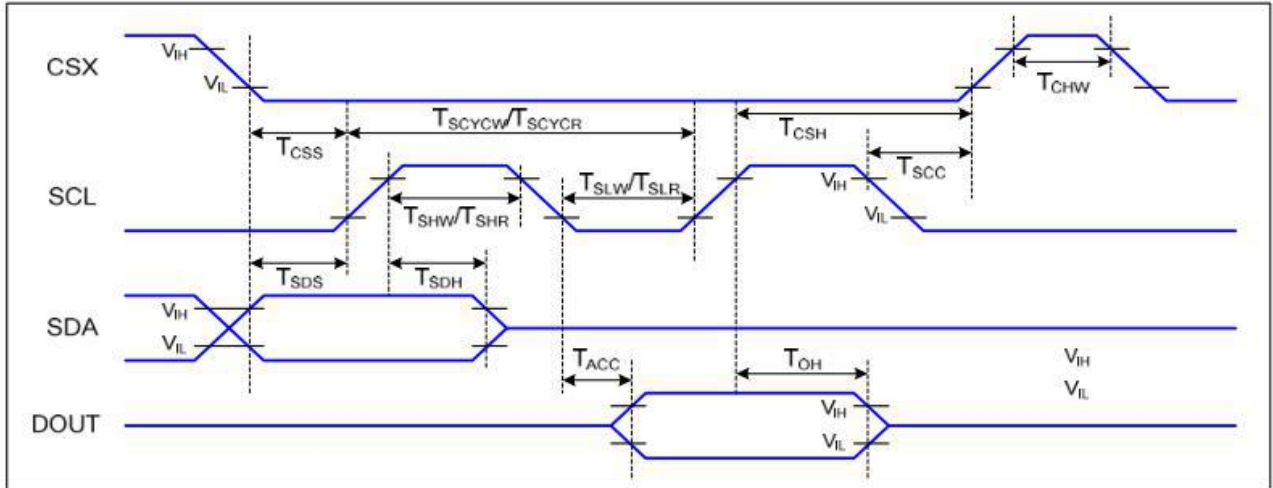 CSX
VIH
VIL
TCHW
TSCYCW/TSCYCR
TCSH
TCSS
TSCC
SCL
TSLW/TSLR
VIH
TSHW/TSHR
VIL
TSDS
TSDH
SDA
VIH
VIL
TACC
TOH
VIH
VIL
DOUT
VIH
VIL